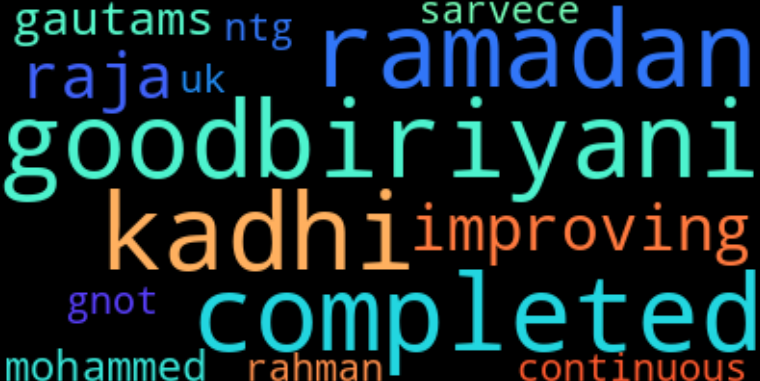 gautams ntg sarvece
raja uk ramadan
goodbiriyani
kadhi improving
gnot completed
mohammed rahman continuous